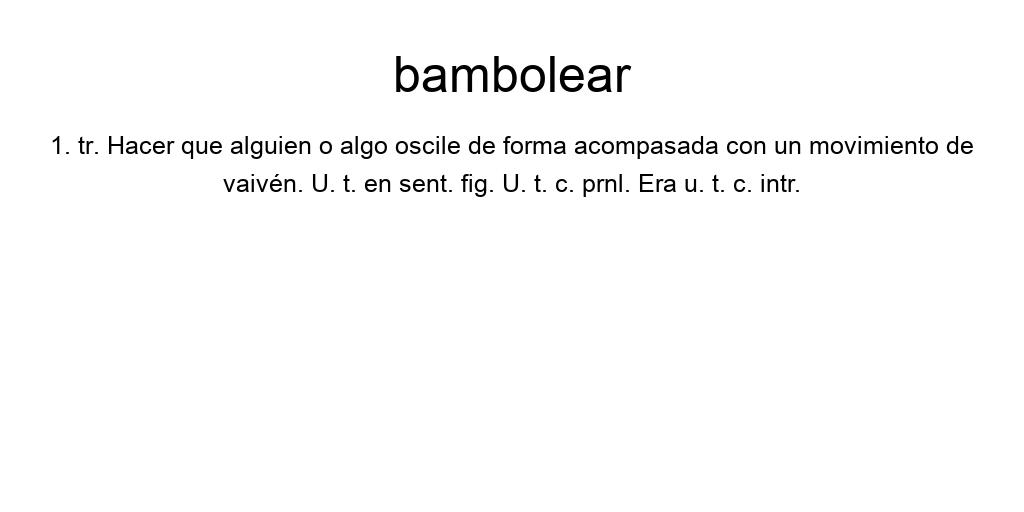 bambolear
1. tr. Hacer que alguien o algo oscile de forma acompasada con un movimiento de
vaivén. U. t. en sent. fig. U. t. c. prnl. Era u. t. c. intr.